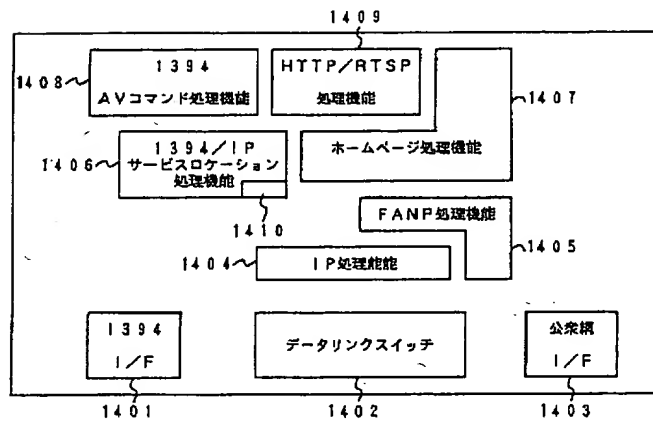 1409
1394
AVコマンド処理機能
1408
HTTP/RTSP
処理機能
1407
1394/IP
サービスロケーション
処理機能
1406
ホームページ処理機能
1410
FANP処理機能
1405
1404
IP処理能能
1394
I/F
データリンクスイッチ
公衆網
I/F
1401
1402
1403